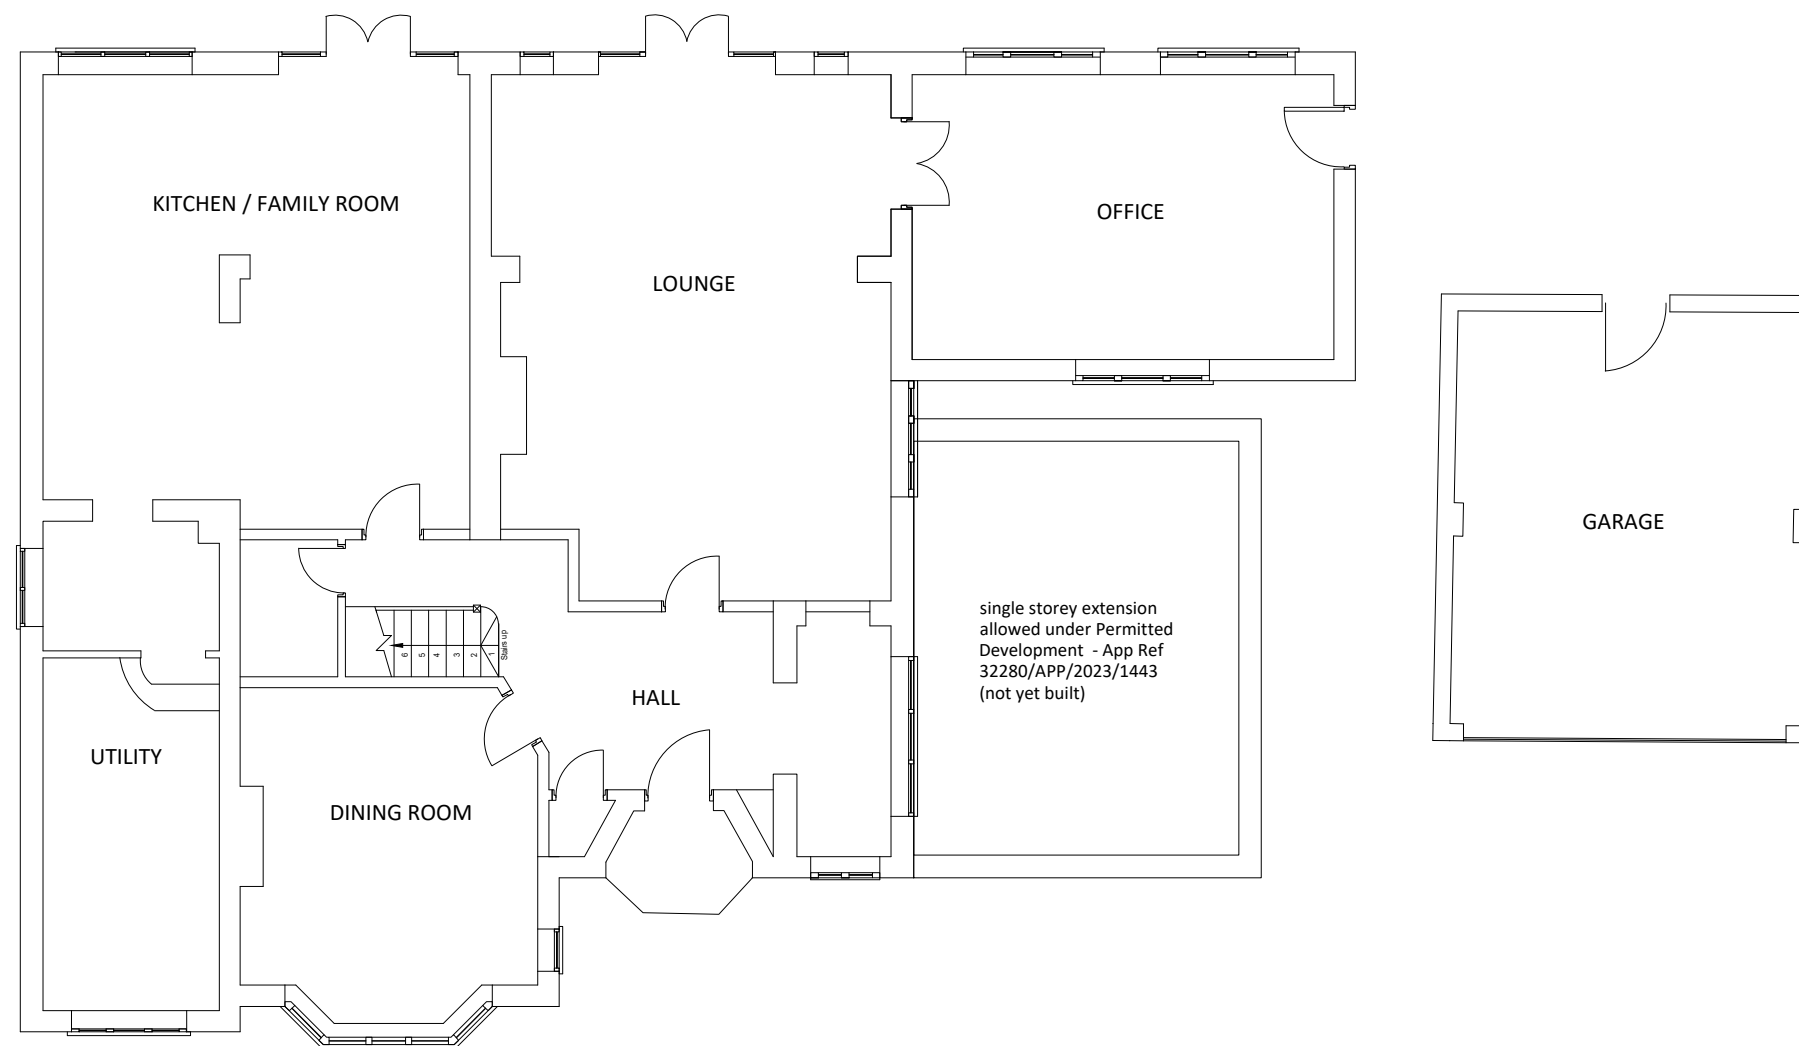 KITCHEN / FAMILY ROOM
OFFICE
LOUNGE
GARAGE
single storey extension
allowed under Permitted
Development - App Ref
32280/APP/2023/1443
(not yet built)
6 5 4 3 2 1
Stairs up
HALL
UTILITY
DINING ROOM